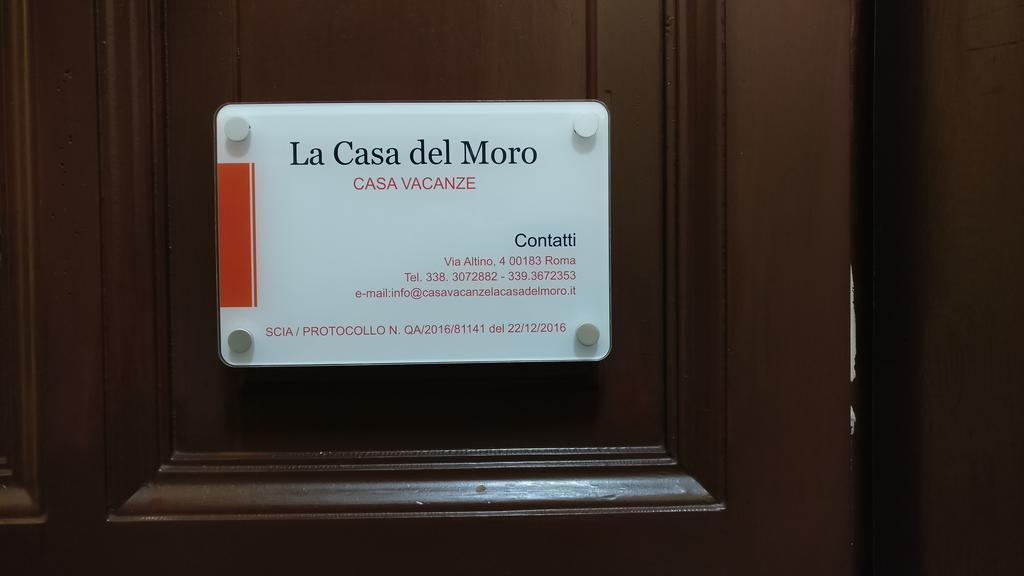 La Casa del Moro
CASA VACANZE
Contatti
Via Altino, 4 00183 Roma
Tel. 338. 3072882 - 339.3672353
e-mail:info@casavacanzelacasadelmoro.it
SCIA / PROTOCOLLO N. QA/2016/81141 del 22/12/2016